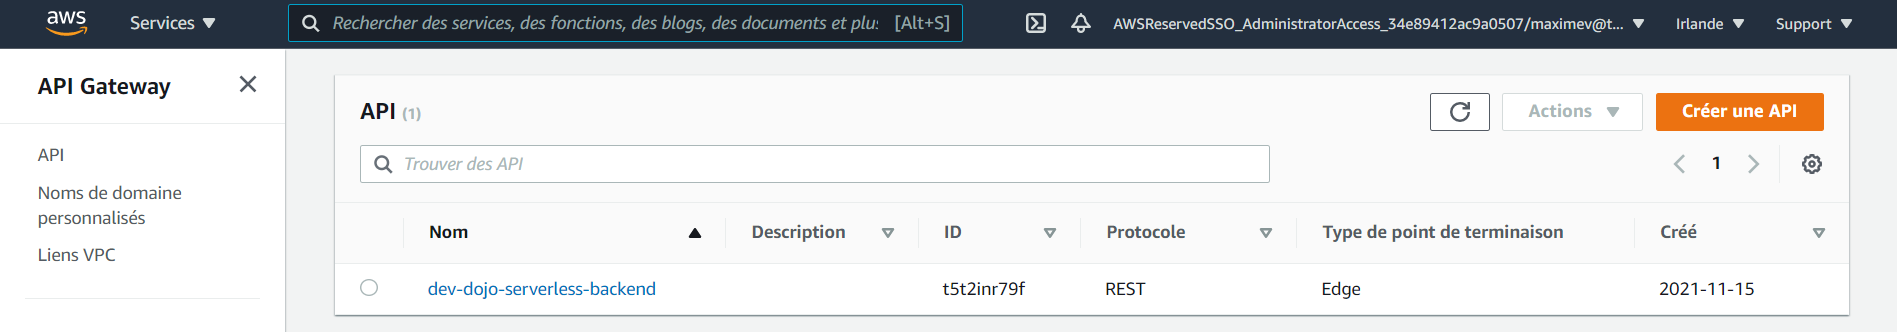 aws Services Rechercher des services, des fonctions, des blogs, des documents et plus [Alt+S] AWSReservedSSO_AdministratorAccess_34e89412ac9a0507/maximev@t... Irlande Support
API Gateway
API
Noms de domaine
personnalisés
Liens VPC
API (1) Actions Créer une API
Trouver des API 1
Nom Description ID Protocole Type de point de terminaison Créé
dev-dojo-serverless-backend t5t2inr79f REST Edge 2021-11-15